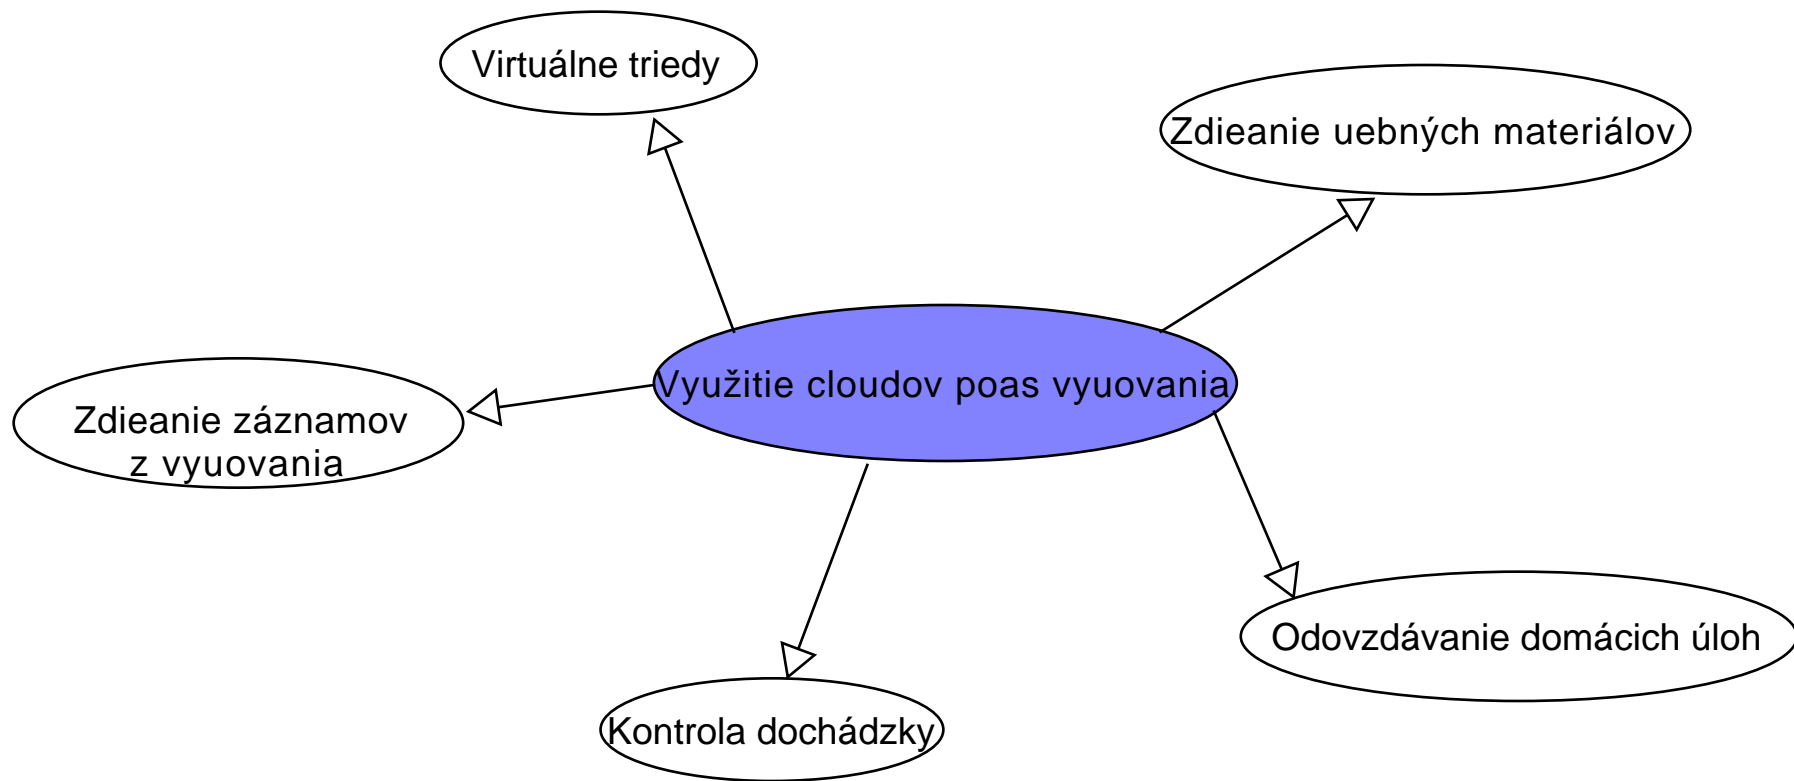 Virtuálne triedy
Zdieanie uebných materiálov
Využitie cloudov poas vyuovania
Zdieanie záznamov
z vyuovania
Odovzdávanie domácich úloh
Kontrola dochádzky